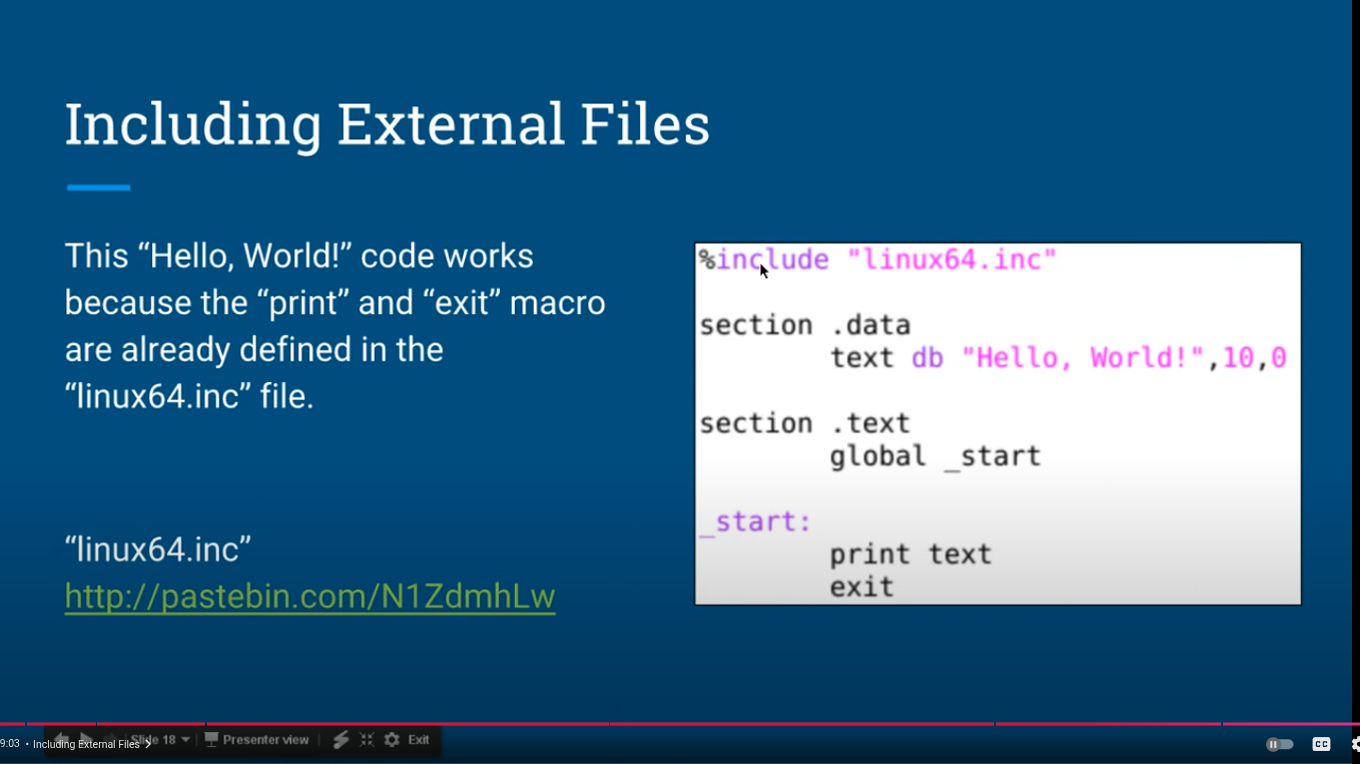 Including External Files
This “Hello, World!” code works
because the “print” and “exit” macro
are already defined in the
“linux64.inc” file.
“linux64.inc”
http://pastebin.com/N1ZdmhLw
%include "linux64.inc"
section .data
text db "Hello, World!",10,0
section .text
global _start
_start:
print text
exit
Slide 18 Presenter view Exit
9:03 • Including External Files
CC